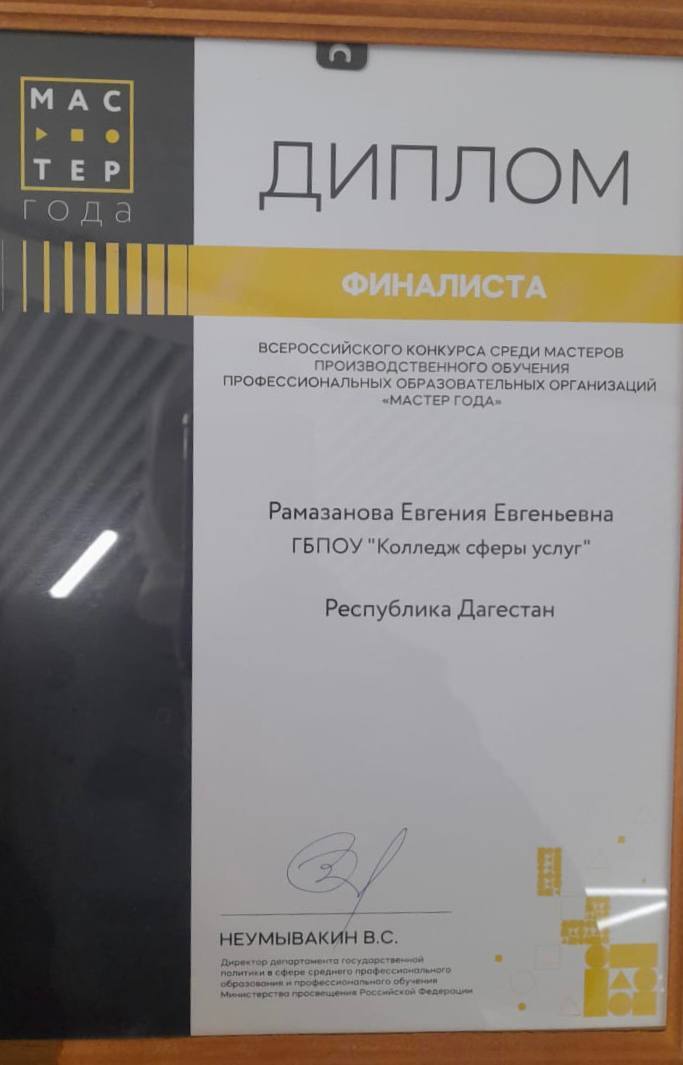 МАС
ТЕР
года
ДИПЛОМ
ФИНАЛИСТА
ВСЕРОССИЙСКОГО КОНКУРСА СРЕДИ МАСТЕРОВ
ПРОИЗВОДСТВЕННОГО ОБУЧЕНИЯ
ПРОФЕССИОНАЛЬНЫХ ОБРАЗОВАТЕЛЬНЫХ ОРГАНИЗАЦИЙ
«МАСТЕР ГОДА»
Рамазанова Евгения Евгеньевна
ГБПОУ "Колледж сферы услуг"
Республика Дагестан
НЕУМЫВАКИН В.С.
Директор департамента государственной
политики в сфере среднего профессионального
образования и профессионального обучения
Министерства просвещения Российской Федерации